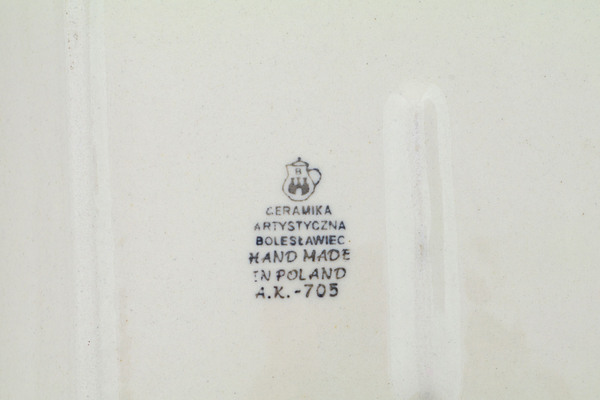 B
CERAMIKA
ARTYSTYCZNA
BOLESŁAWIEC
HAND MADE
IN POLAND
A.K.-705